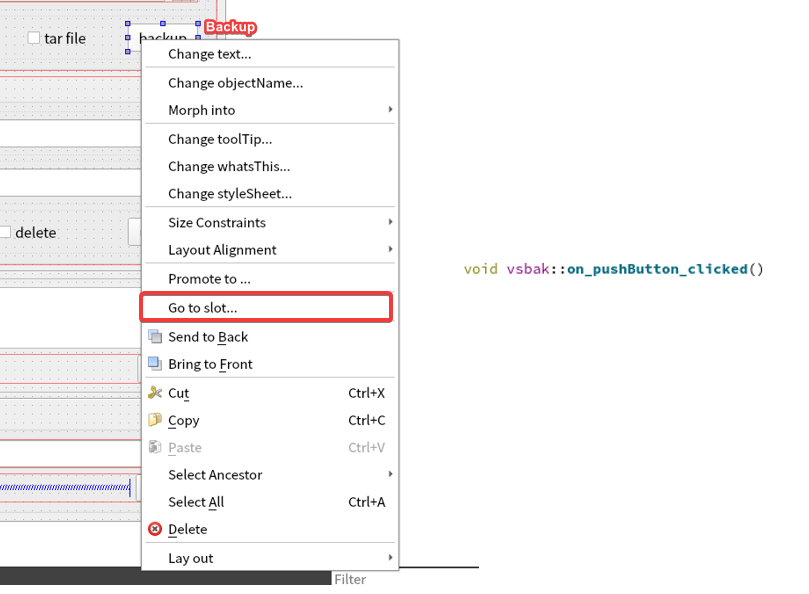 Backup
tar file
backup
Change text...
Change objectName...
Morph into
Change toolTip...
Change whatsThis...
Change styleSheet...
Size Constraints
delete
Layout Alignment
void vsbak::on_pushButton_clicked()
Promote to ...
Go to slot...
Send to Back
Bring to Front
Cut Ctrl+X
Copy Ctrl+C
Paste Ctrl+V
Select Ancestor
Select All Ctrl+A
Delete
Lay out
Filter